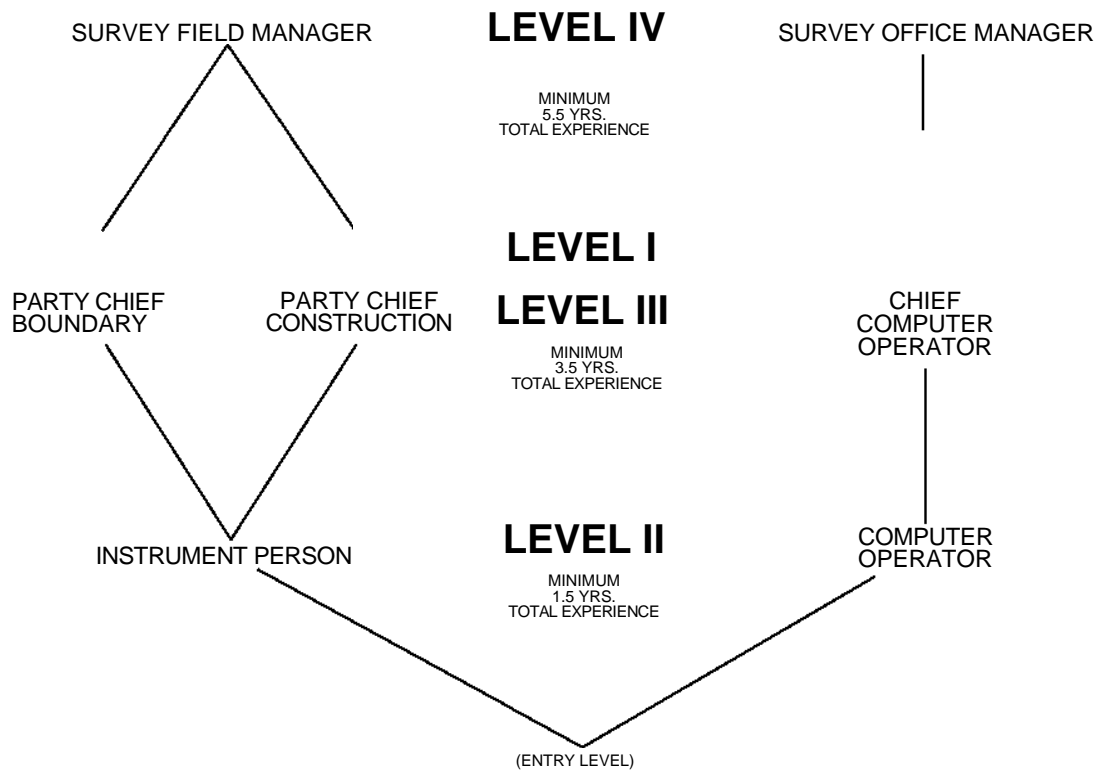 SURVEY FIELD MANAGER
LEVEL IV
SURVEY OFFICE MANAGER
MINIMUM
5.5 YRS.
TOTAL EXPERIENCE
LEVEL I
PARTY CHIEF
BOUNDARY
PARTY CHIEF
CONSTRUCTION
LEVEL III
MINIMUM
3.5 YRS.
TOTAL EXPERIENCE
CHIEF
COMPUTER
OPERATOR
INSTRUMENT PERSON
LEVEL II
MINIMUM
1.5 YRS.
TOTAL EXPERIENCE
COMPUTER
OPERATOR
(ENTRY LEVEL)